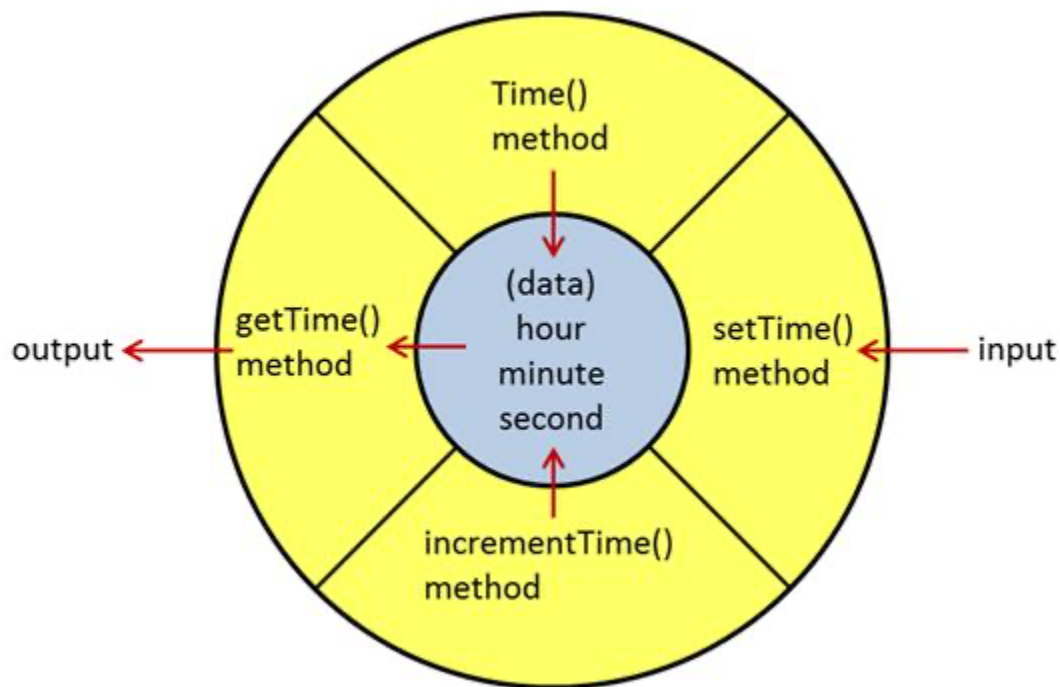 Time()
method
(data)
hour
minute
second
getTime()
method
setTime()
method
output
input
incrementTime()
method